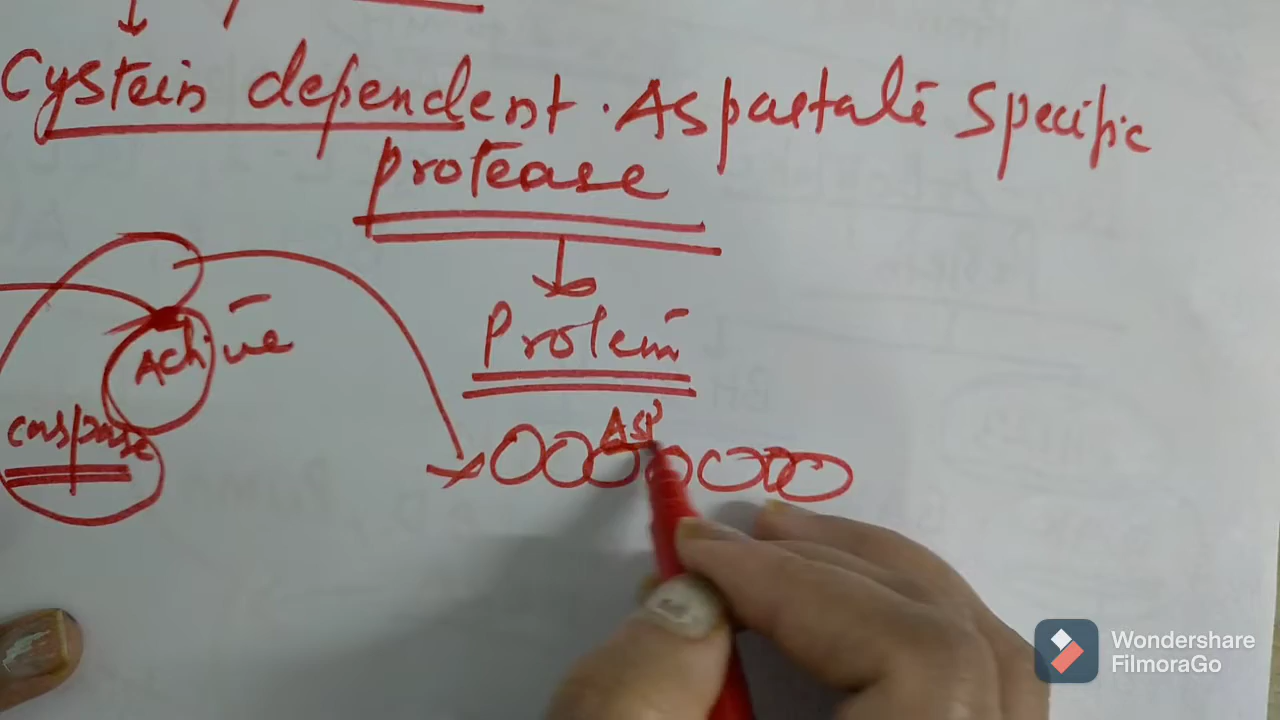 Cystein dependent . Aspartate Specific
protease
Protein
Active
caspase
Asp
Wondershare
FilmoraGo